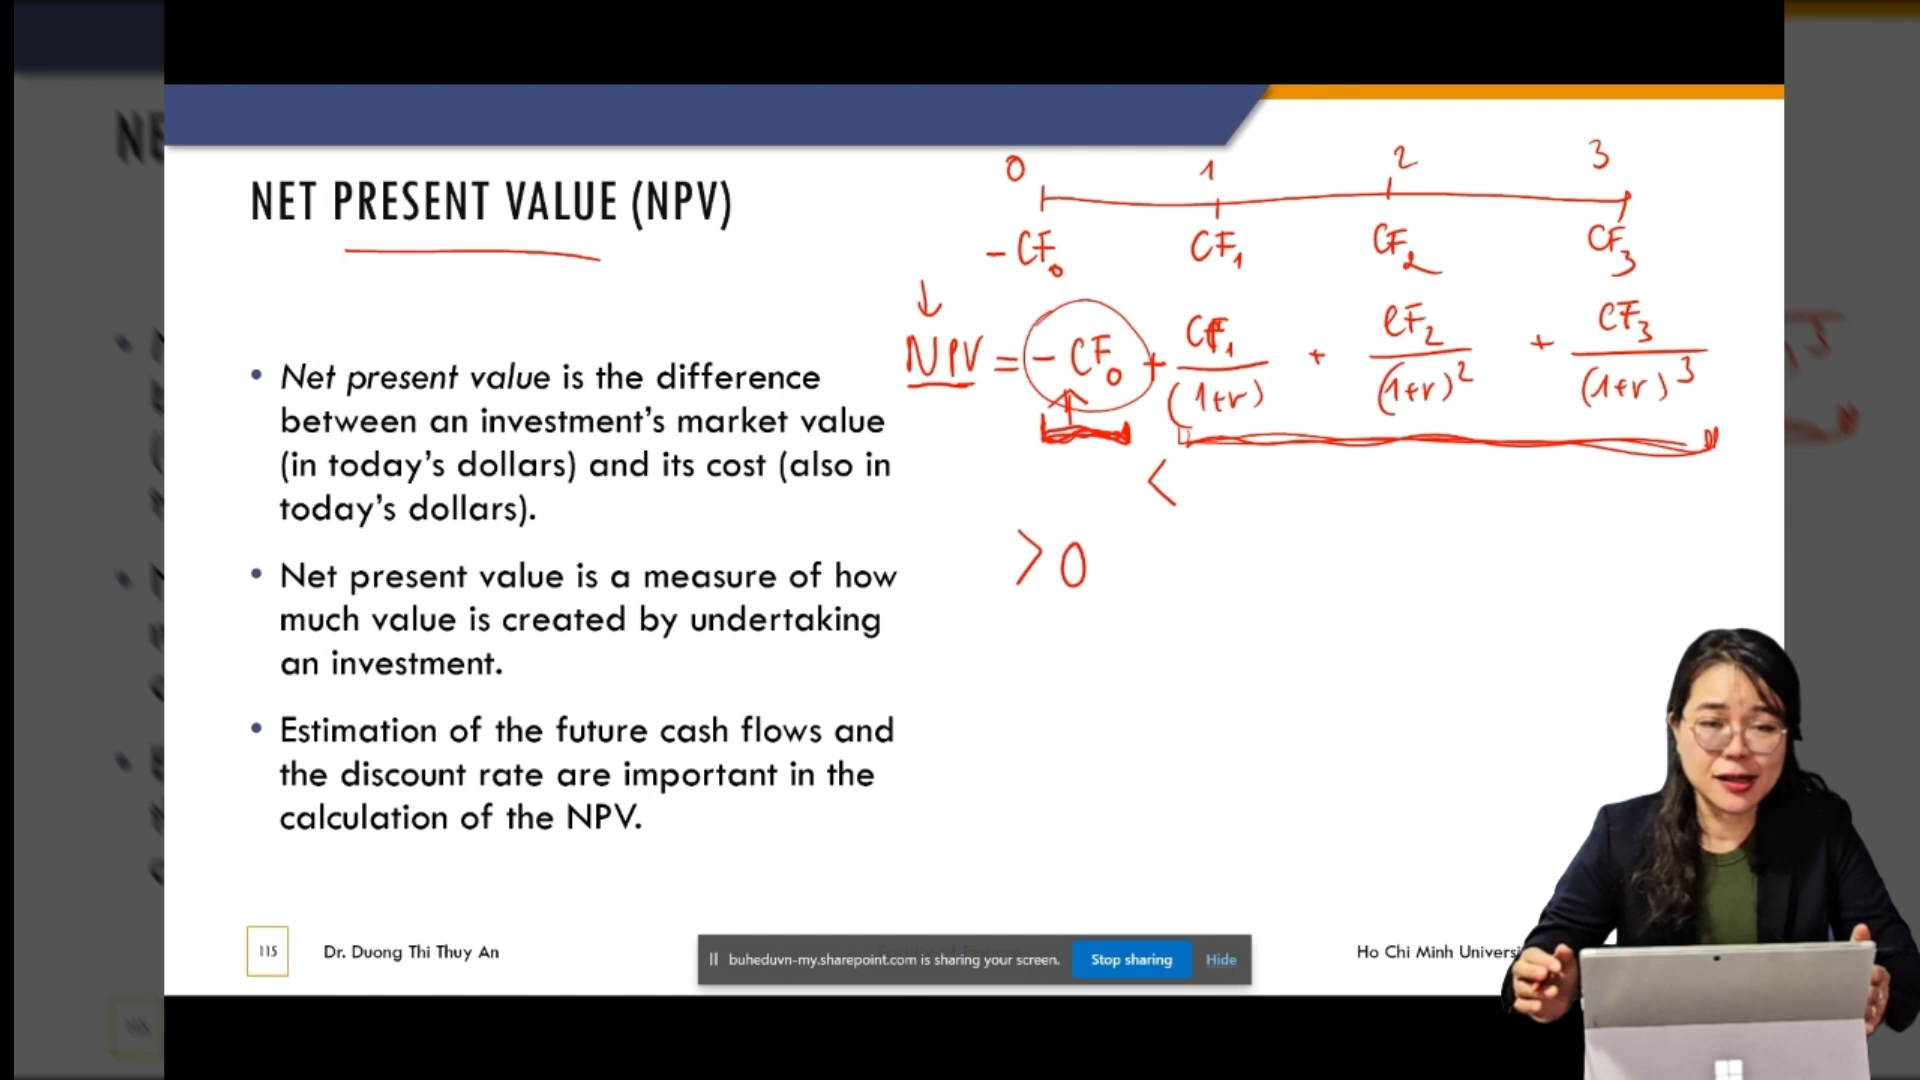 NET PRESENT VALUE (NPV)
0 1 2 3
- CF₀ CF₁ CF₂ CF₃
↓
NPV = - CF₀ + CF₁/(1+r) + CF₂/(1+r)² + CF₃/(1+r)³
<
> 0
• Net present value is the difference
between an investment's market value
(in today's dollars) and its cost (also in
today's dollars).
• Net present value is a measure of how
much value is created by undertaking
an investment.
• Estimation of the future cash flows and
the discount rate are important in the
calculation of the NPV.
115 Dr. Duong Thi Thuy An
buheduvn-my.sharepoint.com is sharing your screen. Stop sharing Hide
Ho Chi Minh